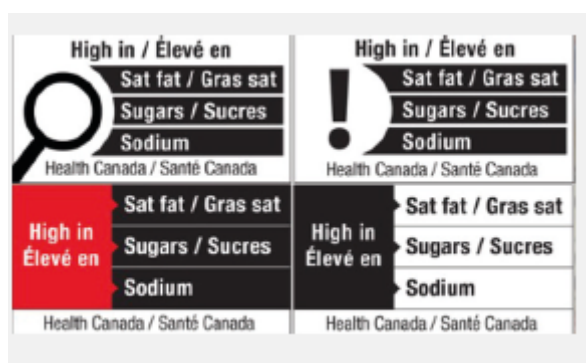 High in / Élevé en
Sat fat / Gras sat
Sugars / Sucres
Sodium
Health Canada / Santé Canada
High in / Élevé en
Sat fat / Gras sat
Sugars / Sucres
Sodium
Health Canada / Santé Canada
High in
Élevé en
Sat fat / Gras sat
Sugars / Sucres
Sodium
Health Canada / Santé Canada
High in
Élevé en
Sat fat / Gras sat
Sugars / Sucres
Sodium
Health Canada / Santé Canada